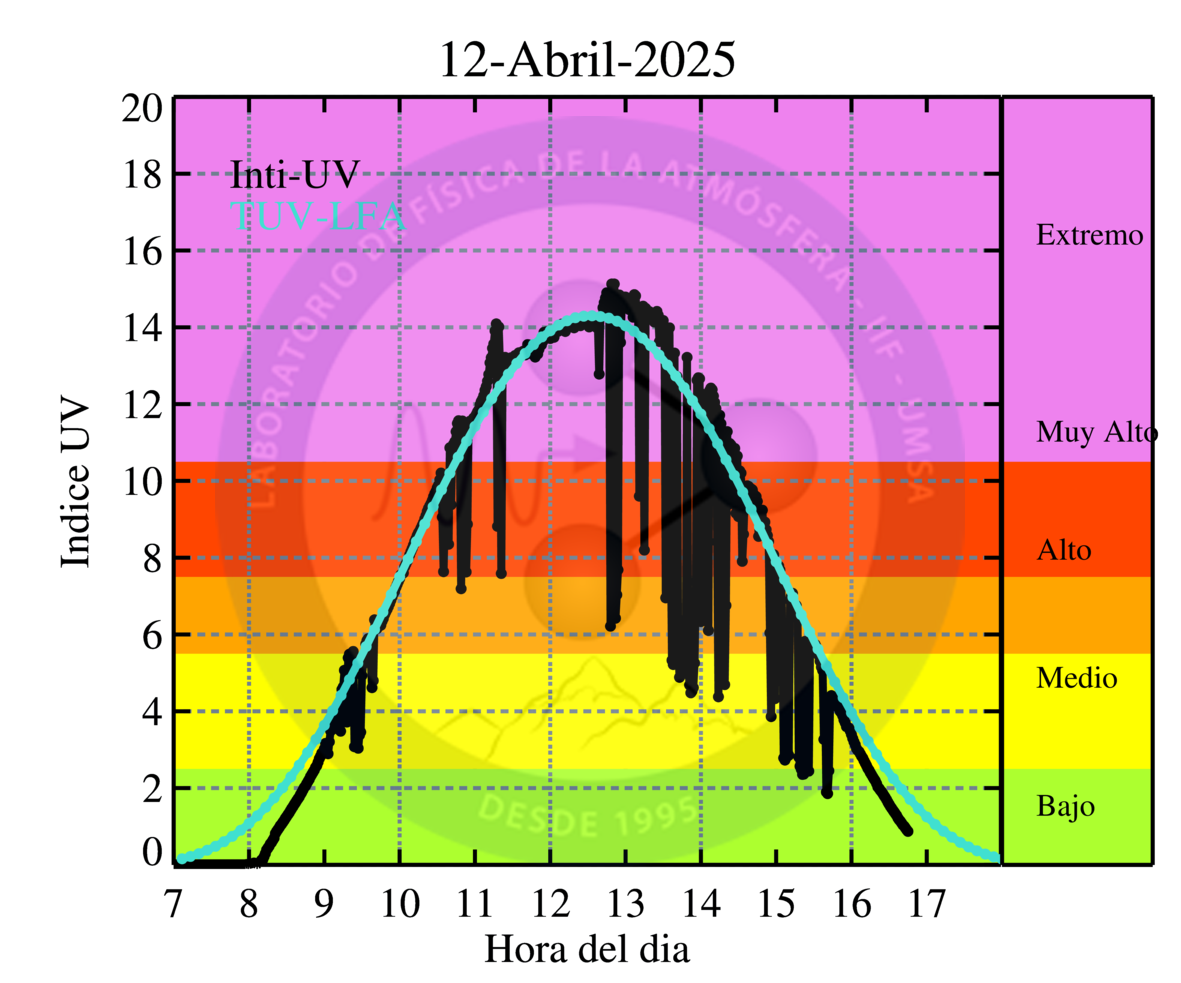 12-Abril-2025
20
18
16
14
12
10
8
6
4
2
0
Indice UV
Inti-UV
TUV-LFA
LABORATORIO DE FÍSICA DE LA ATMÓSFERA - IIF - UMSA
DESDE 1995
Extremo
Muy Alto
Alto
Medio
Bajo
7 8 9 10 11 12 13 14 15 16 17
Hora del dia